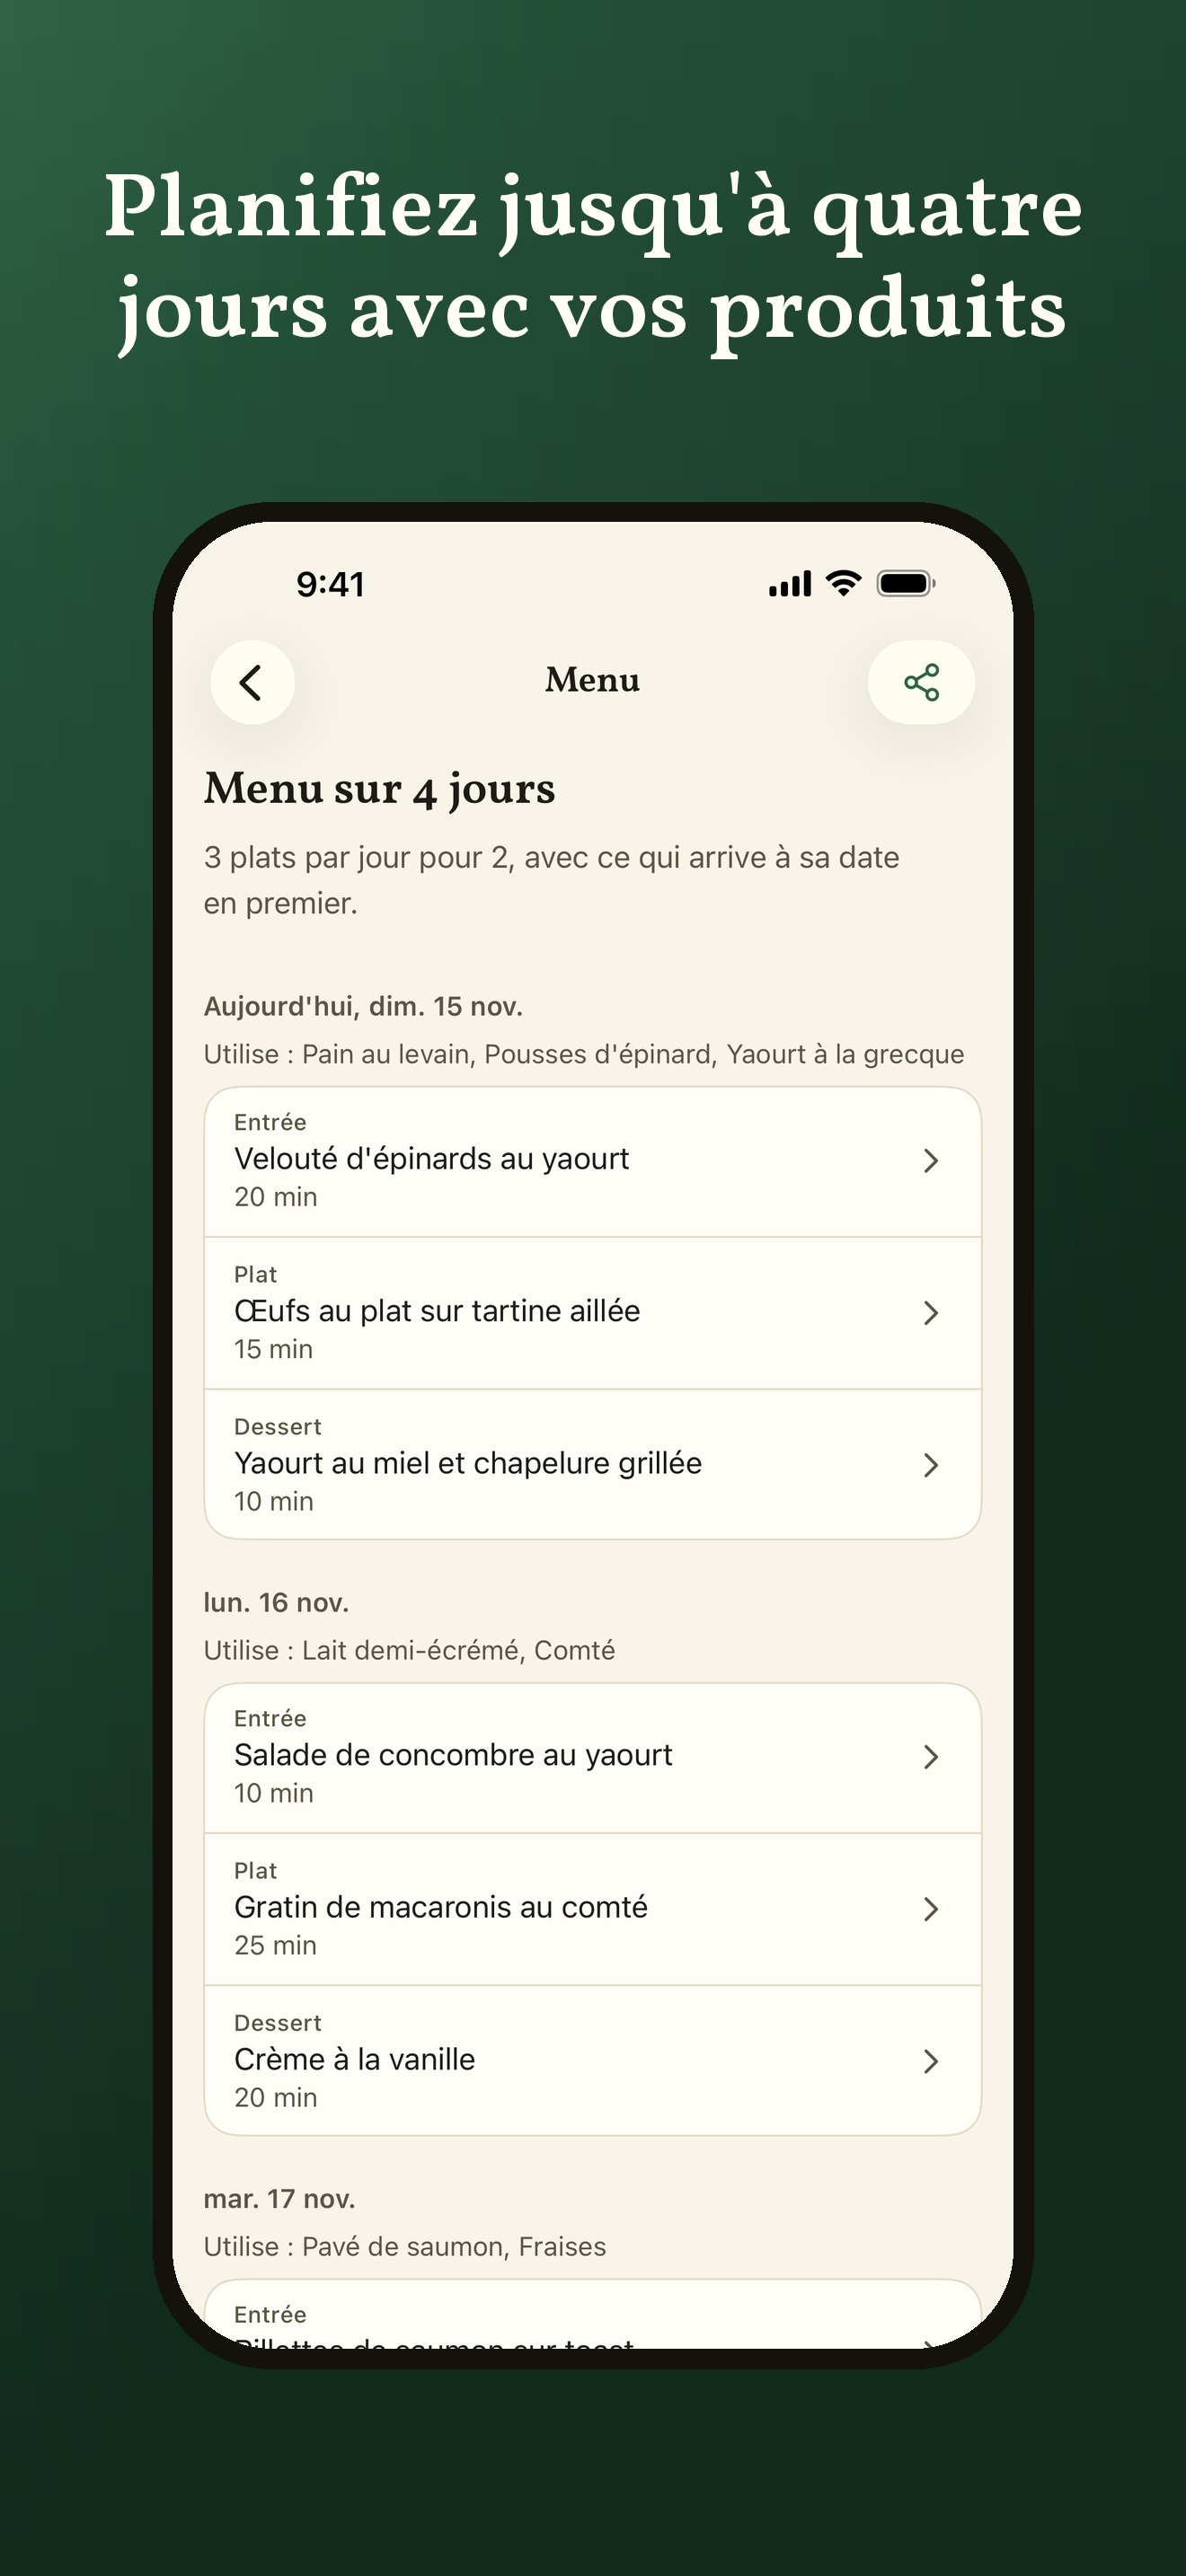 Planifiez jusqu'à quatre
jours avec vos produits
9:41
Menu
Menu sur 4 jours
3 plats par jour pour 2, avec ce qui arrive à sa date
en premier.
Aujourd'hui, dim. 15 nov.
Utilise : Pain au levain, Pousses d'épinard, Yaourt à la grecque
Entrée
Velouté d'épinards au yaourt
20 min
Plat
Œufs au plat sur tartine aillée
15 min
Dessert
Yaourt au miel et chapelure grillée
10 min
lun. 16 nov.
Utilise : Lait demi-écrémé, Comté
Entrée
Salade de concombre au yaourt
10 min
Plat
Gratin de macaronis au comté
25 min
Dessert
Crème à la vanille
20 min
mar. 17 nov.
Utilise : Pavé de saumon, Fraises
Entrée
Rillettes de saumon sur toast